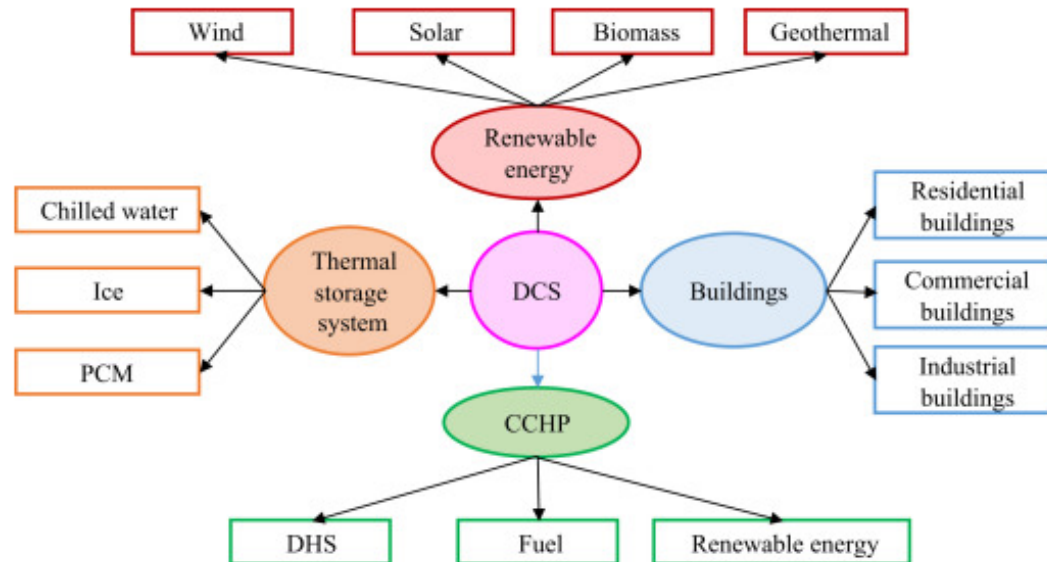 Wind
Solar
Biomass
Geothermal
Renewable
energy
Chilled water
Ice
PCM
Thermal
storage
system
DCS
Buildings
Residential
buildings
Commercial
buildings
Industrial
buildings
CCHP
DHS
Fuel
Renewable energy